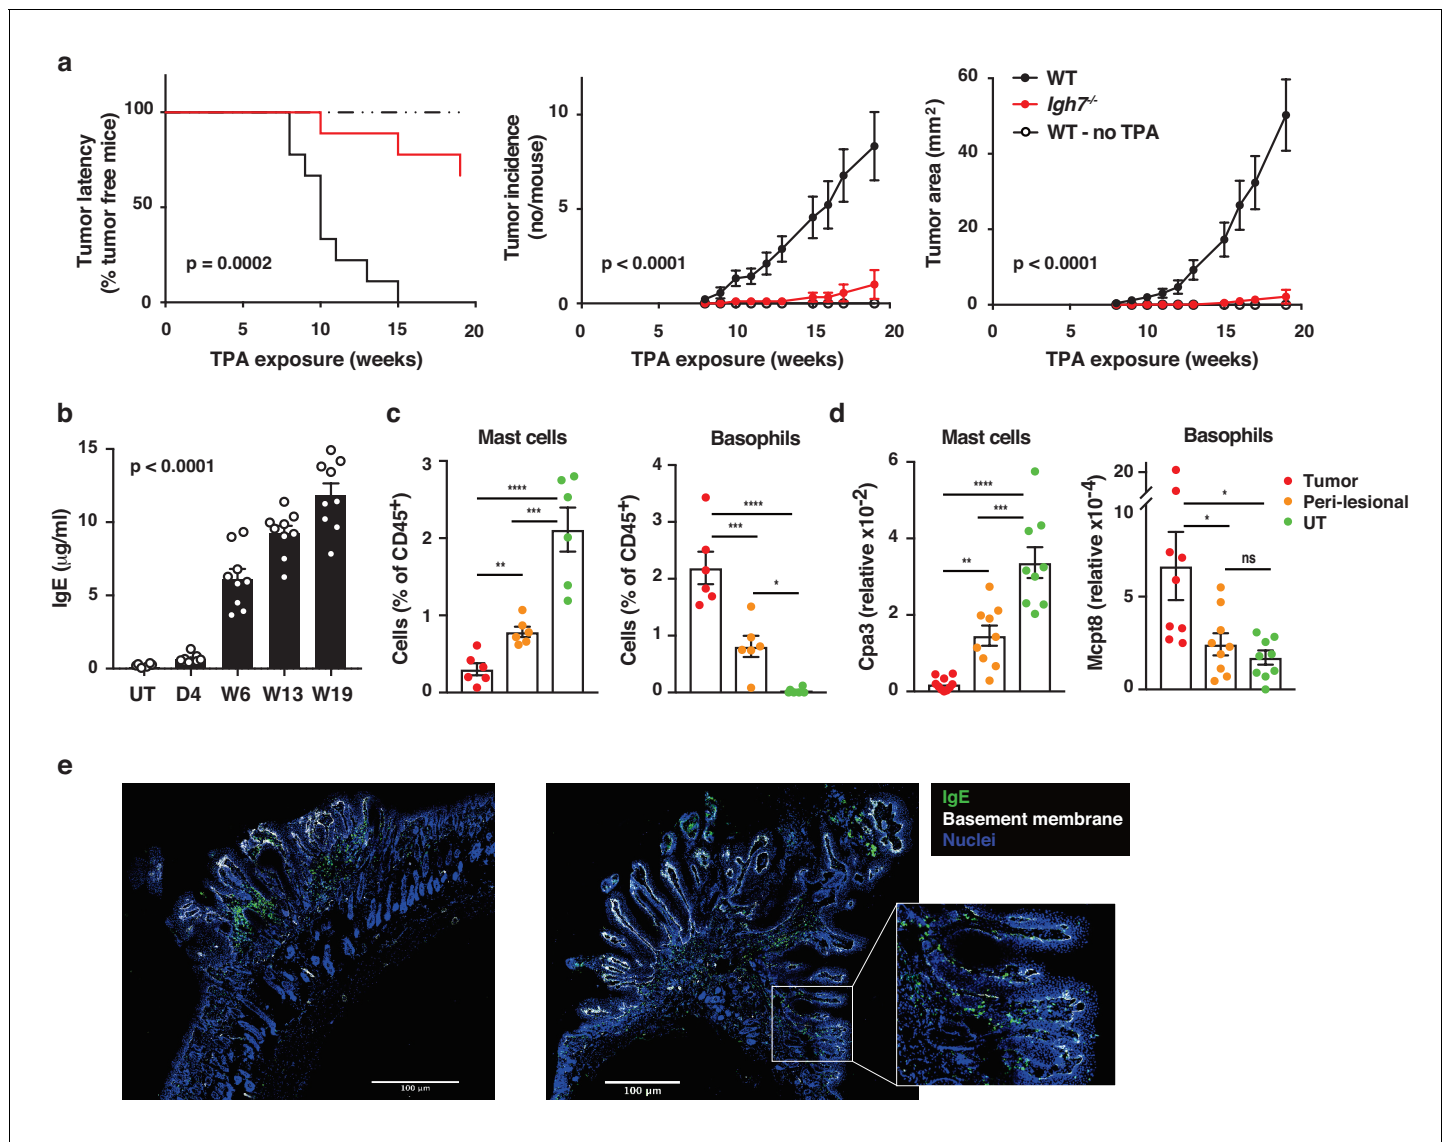 a
Tumor latency
(% tumor free mice)
100
50
0
p = 0.0002
0 5 10 15 20
TPA exposure (weeks)
Tumor incidence
(no/mouse)
10
5
0
p < 0.0001
0 5 10 15 20
TPA exposure (weeks)
Tumor area (mm²)
60
40
20
0
WT
Igh7-/-
WT - no TPA
p < 0.0001
0 5 10 15 20
TPA exposure (weeks)
b
IgE (µg/ml)
15
10
5
0
p < 0.0001
UT D4 W6 W13 W19
c
Mast cells
Cells (% of CD45+)
3
2
1
0
****
***
**
Basophils
Cells (% of CD45+)
4
3
2
1
0
****
***
*
d
Mast cells
Cpa3 (relative x10-2)
6
4
2
0
****
***
**
Basophils
Mcpt8 (relative x10-4)
20
10
5
0
*
*
ns
Tumor
Peri-lesional
UT
e
IgE
Basement membrane
Nuclei
100 µm
100 µm